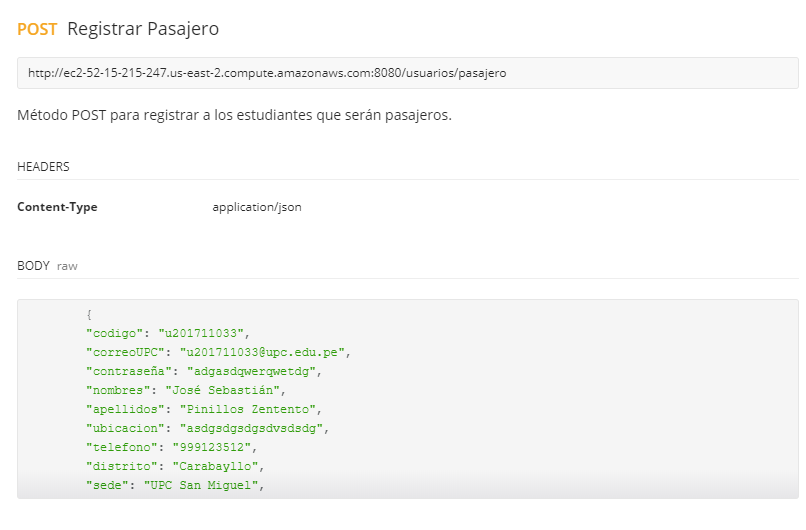 POST Registrar Pasajero
http://ec2-52-15-215-247.us-east-2.compute.amazonaws.com:8080/usuarios/pasajero
Método POST para registrar a los estudiantes que serán pasajeros.
HEADERS
Content-Type application/json
BODY raw
{
"codigo": "u201711033",
"correoUPC": "u201711033@upc.edu.pe",
"contraseña": "adgasdqwerqwetdg",
"nombres": "José Sebastián",
"apellidos": "Pinillos Zentento",
"ubicacion": "asdgsdgsdgsdvsdsdg",
"telefono": "999123512",
"distrito": "Carabayllo",
"sede": "UPC San Miguel",